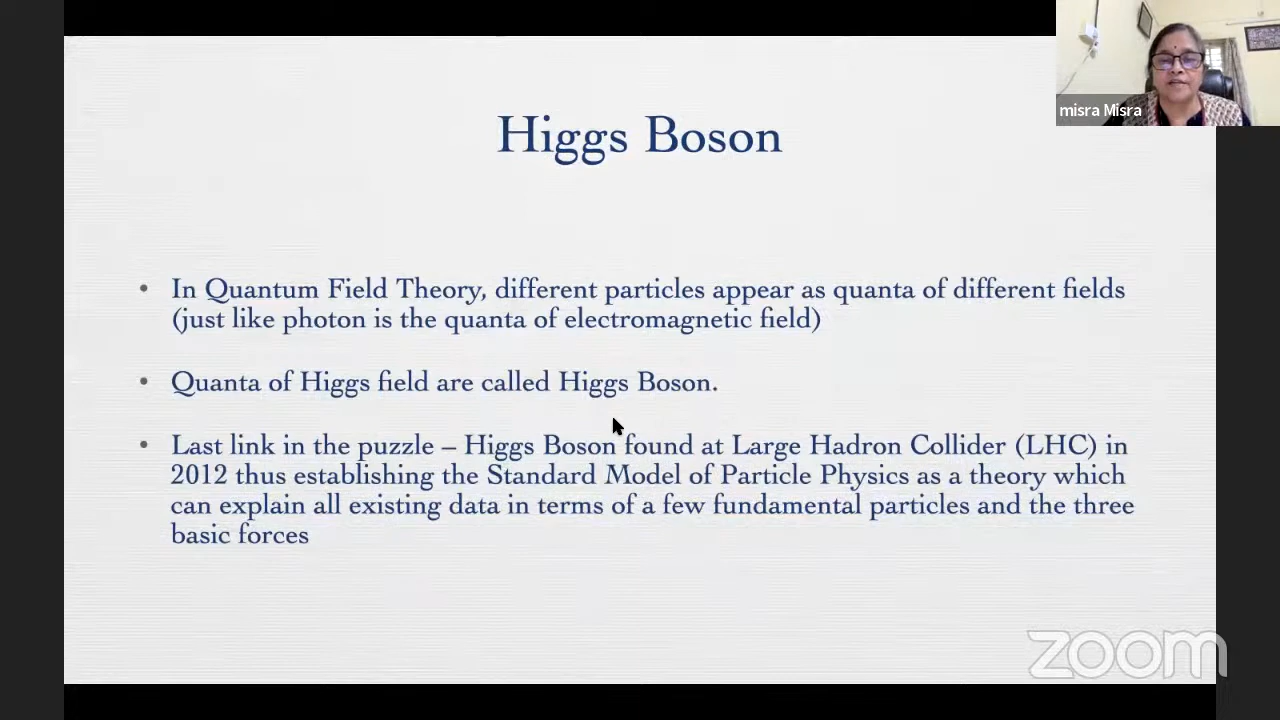 misra Misra
Higgs Boson
• In Quantum Field Theory, different particles appear as quanta of different fields
(just like photon is the quanta of electromagnetic field)
• Quanta of Higgs field are called Higgs Boson.
• Last link in the puzzle – Higgs Boson found at Large Hadron Collider (LHC) in
2012 thus establishing the Standard Model of Particle Physics as a theory which
can explain all existing data in terms of a few fundamental particles and the three
basic forces
zoom